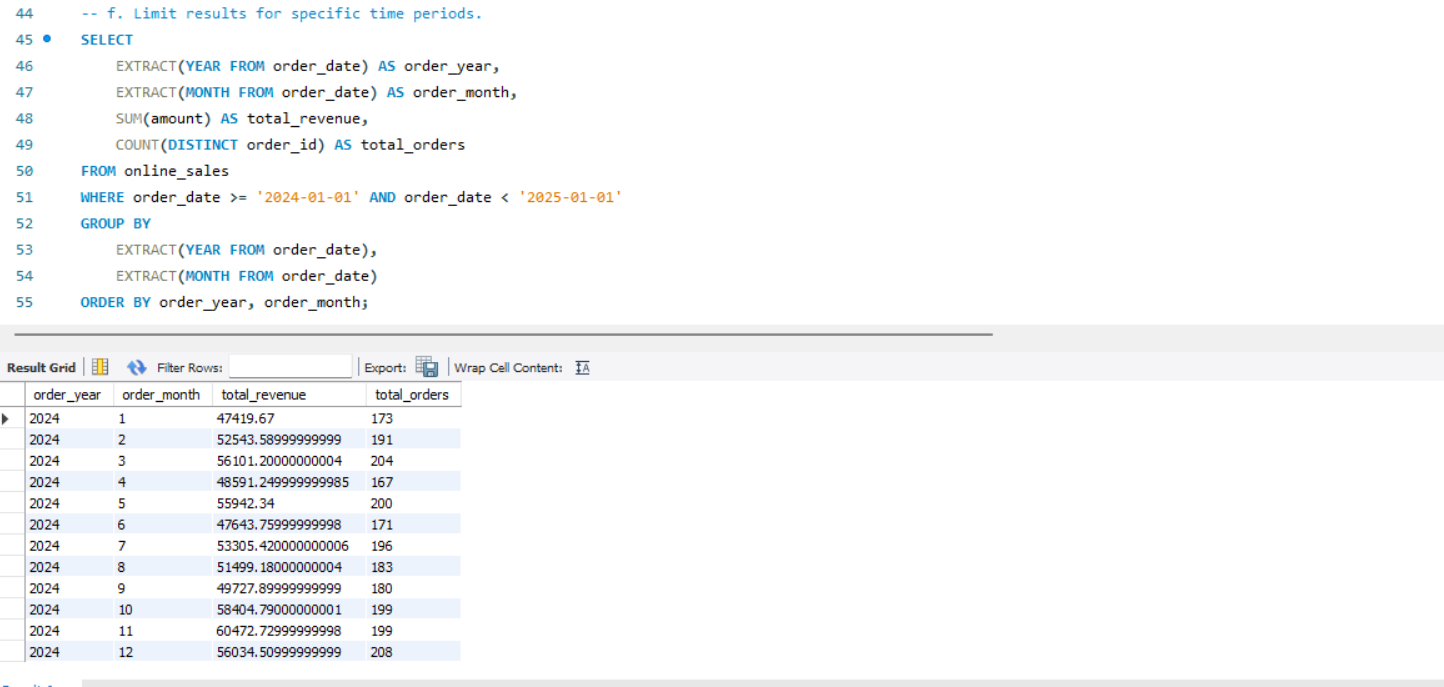 44 -- f. Limit results for specific time periods.
45 SELECT
46 EXTRACT(YEAR FROM order_date) AS order_year,
47 EXTRACT(MONTH FROM order_date) AS order_month,
48 SUM(amount) AS total_revenue,
49 COUNT(DISTINCT order_id) AS total_orders
50 FROM online_sales
51 WHERE order_date >= '2024-01-01' AND order_date < '2025-01-01'
52 GROUP BY
53 EXTRACT(YEAR FROM order_date),
54 EXTRACT(MONTH FROM order_date)
55 ORDER BY order_year, order_month;
Result Grid Filter Rows: Export: Wrap Cell Content: IA
order_year order_month total_revenue total_orders
2024 1 47419.67 173
2024 2 52543.58999999999 191
2024 3 56101.20000000004 204
2024 4 48591.249999999985 167
2024 5 55942.34 200
2024 6 47643.75999999998 171
2024 7 53305.420000000006 196
2024 8 51499.18000000004 183
2024 9 49727.89999999999 180
2024 10 58404.79000000001 199
2024 11 60472.72999999998 199
2024 12 56034.50999999999 208